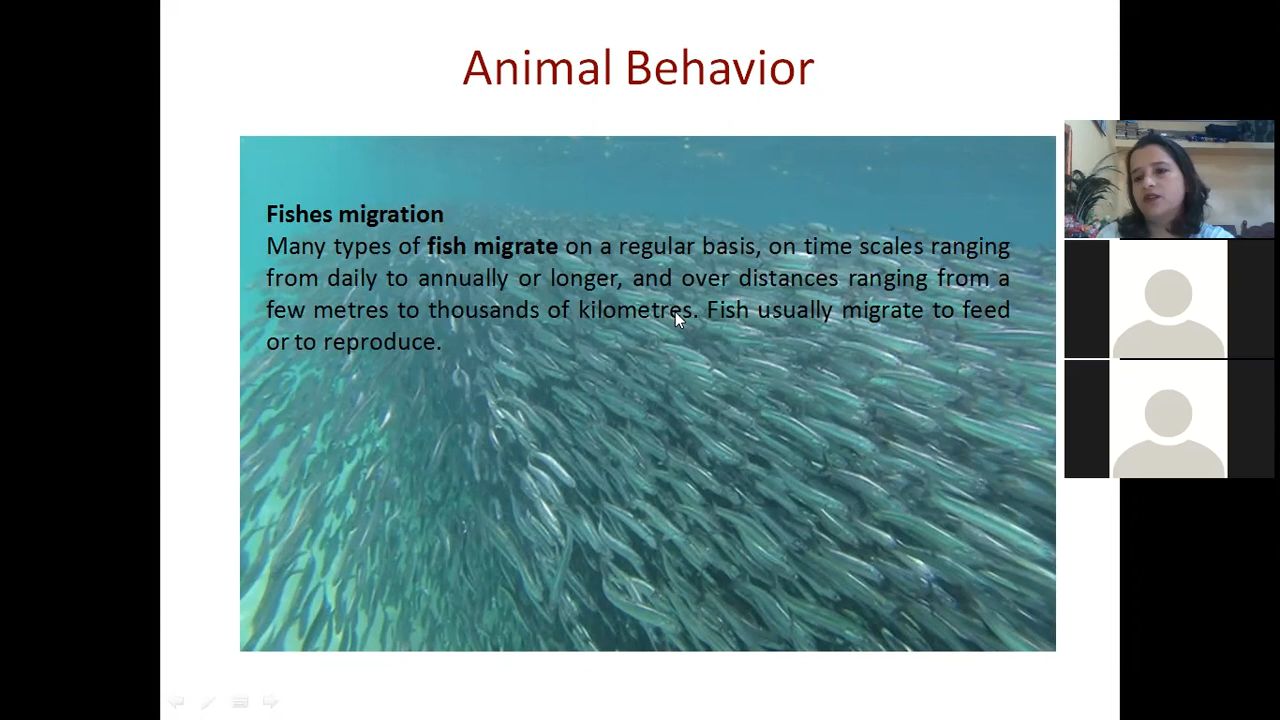 Animal Behavior
Fishes migration
Many types of fish migrate on a regular basis, on time scales ranging
from daily to annually or longer, and over distances ranging from a
few metres to thousands of kilometres. Fish usually migrate to feed
or to reproduce.